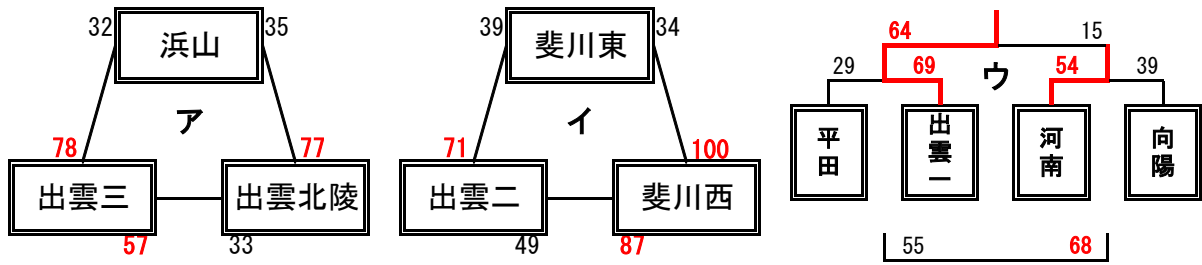 32 浜山 35
39 斐川東 34
64 15
29 69 ウ 54 39
ア
イ
78 77
71 100
平田 出雲一 河南 向陽
出雲三 出雲北陵
出雲二 斐川西
57 33
49 87
55 68